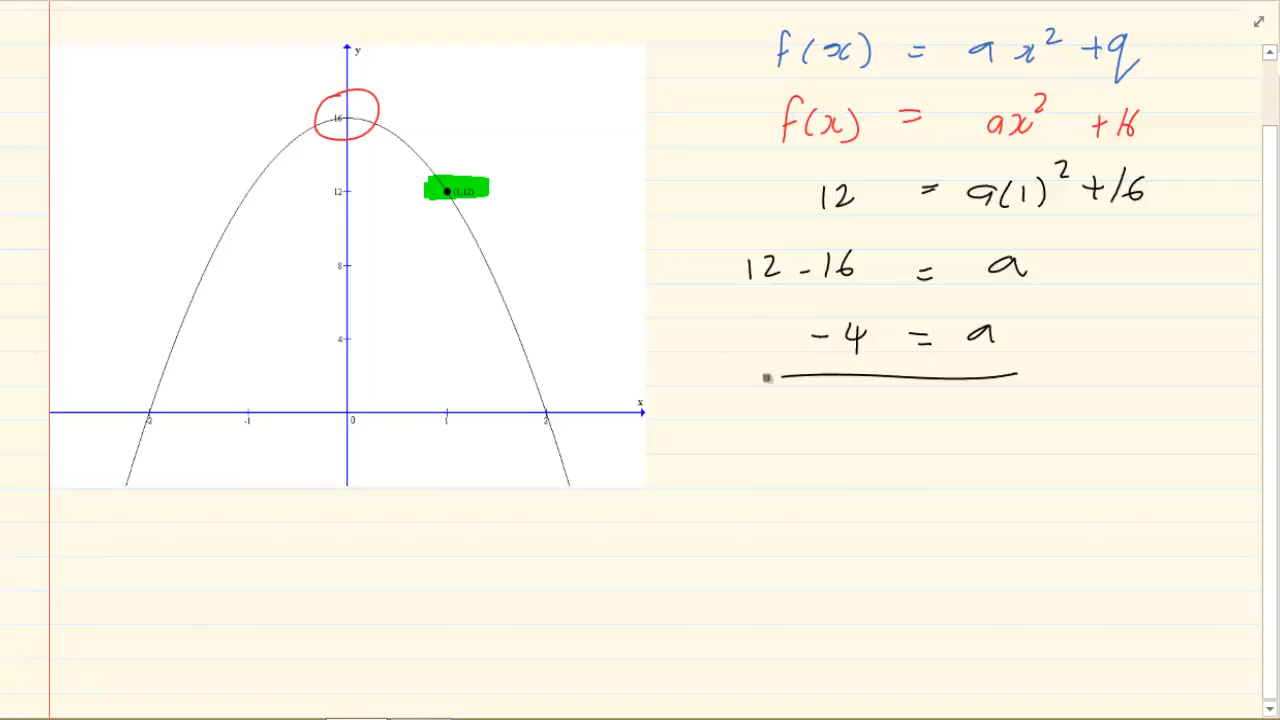 f(x) = ax² + q
f(x) = ax² + 16
12 = a(1)² + 16
12 - 16 = a
-4 = a
y
16
12
(1,12)
8
4
x
-2 -1 0 1 2